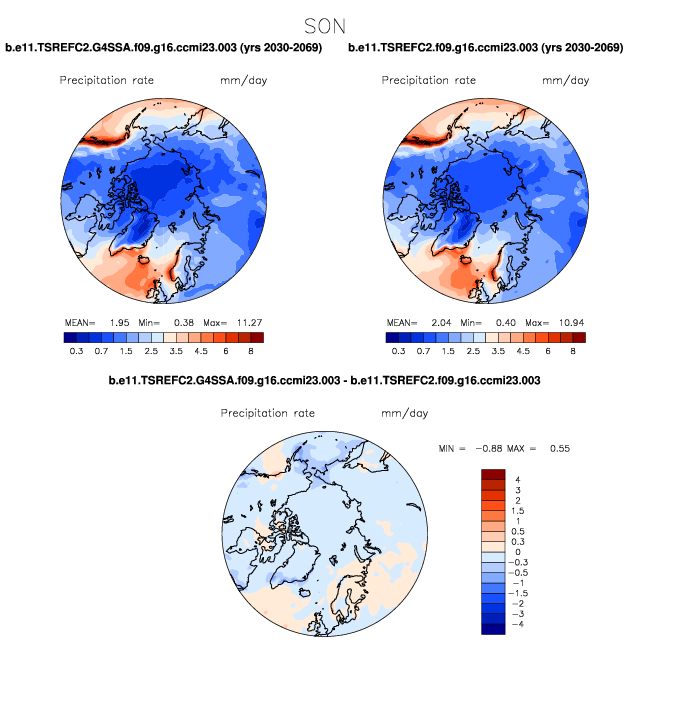 SON
b.e11.TSREFC2.G4SSA.f09.g16.ccmi23.003 (yrs 2030-2069)
b.e11.TSREFC2.f09.g16.ccmi23.003 (yrs 2030-2069)
Precipitation rate mm/day
Precipitation rate mm/day
MEAN= 1.95 Min= 0.38 Max= 11.27
0.3 0.7 1.5 2.5 3.5 4.5 6 8
MEAN= 2.04 Min= 0.40 Max= 10.94
0.3 0.7 1.5 2.5 3.5 4.5 6 8
b.e11.TSREFC2.G4SSA.f09.g16.ccmi23.003 - b.e11.TSREFC2.f09.g16.ccmi23.003
Precipitation rate mm/day
MIN = -0.88 MAX = 0.55
4
3
2
1.5
1
0.5
0.3
0
-0.3
-0.5
-1
-1.5
-2
-3
-4